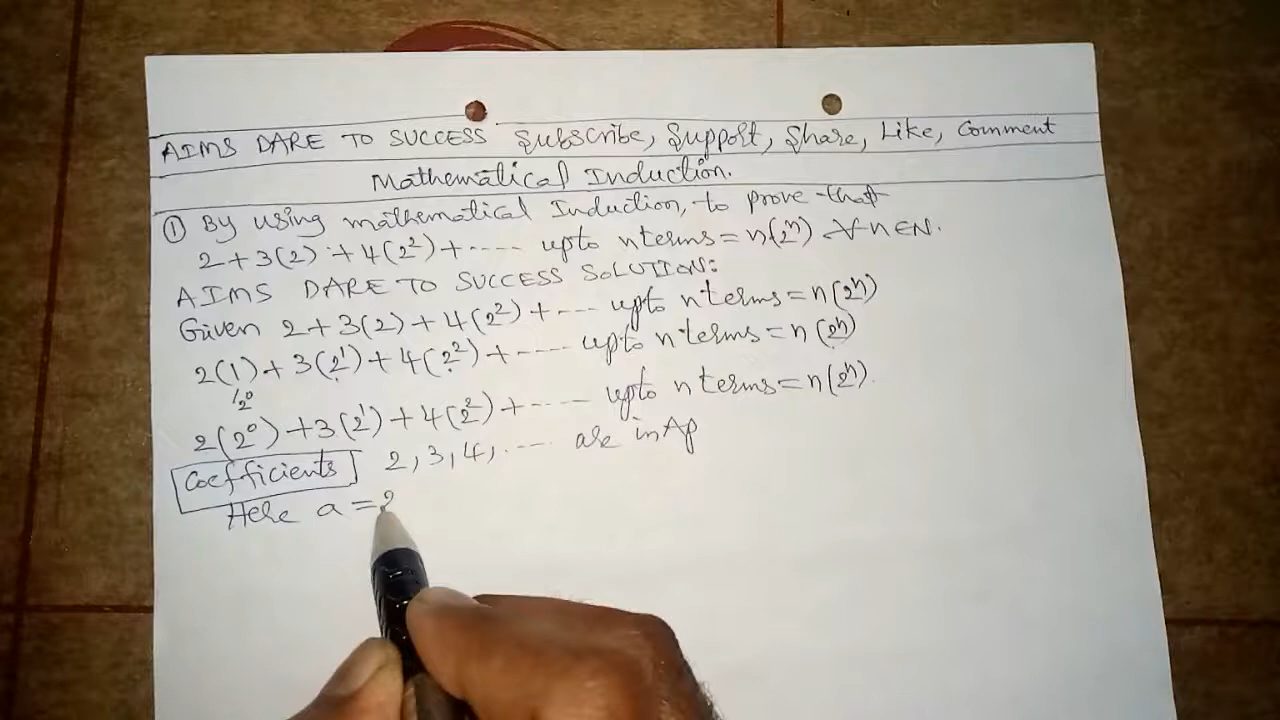 AIMS DARE TO SUCCESS Subscribe, Support, Share, Like, Comment
Mathematical Induction.
① By using mathematical Induction, to prove that
2+3(2)+4(2²)+..... upto n terms = n(2ⁿ) ∀ n∈N.
AIMS DARE TO SUCCESS SOLUTION:
Given 2+3(2)+4(2²)+.... upto n terms = n(2ⁿ)
2(1)+3(2¹)+4(2²)+..... upto n terms = n(2ⁿ)
2⁰
2(2⁰)+3(2¹)+4(2²)+..... upto n terms = n(2ⁿ).
Coefficients 2, 3, 4, ..... are in AP
Here a = 2